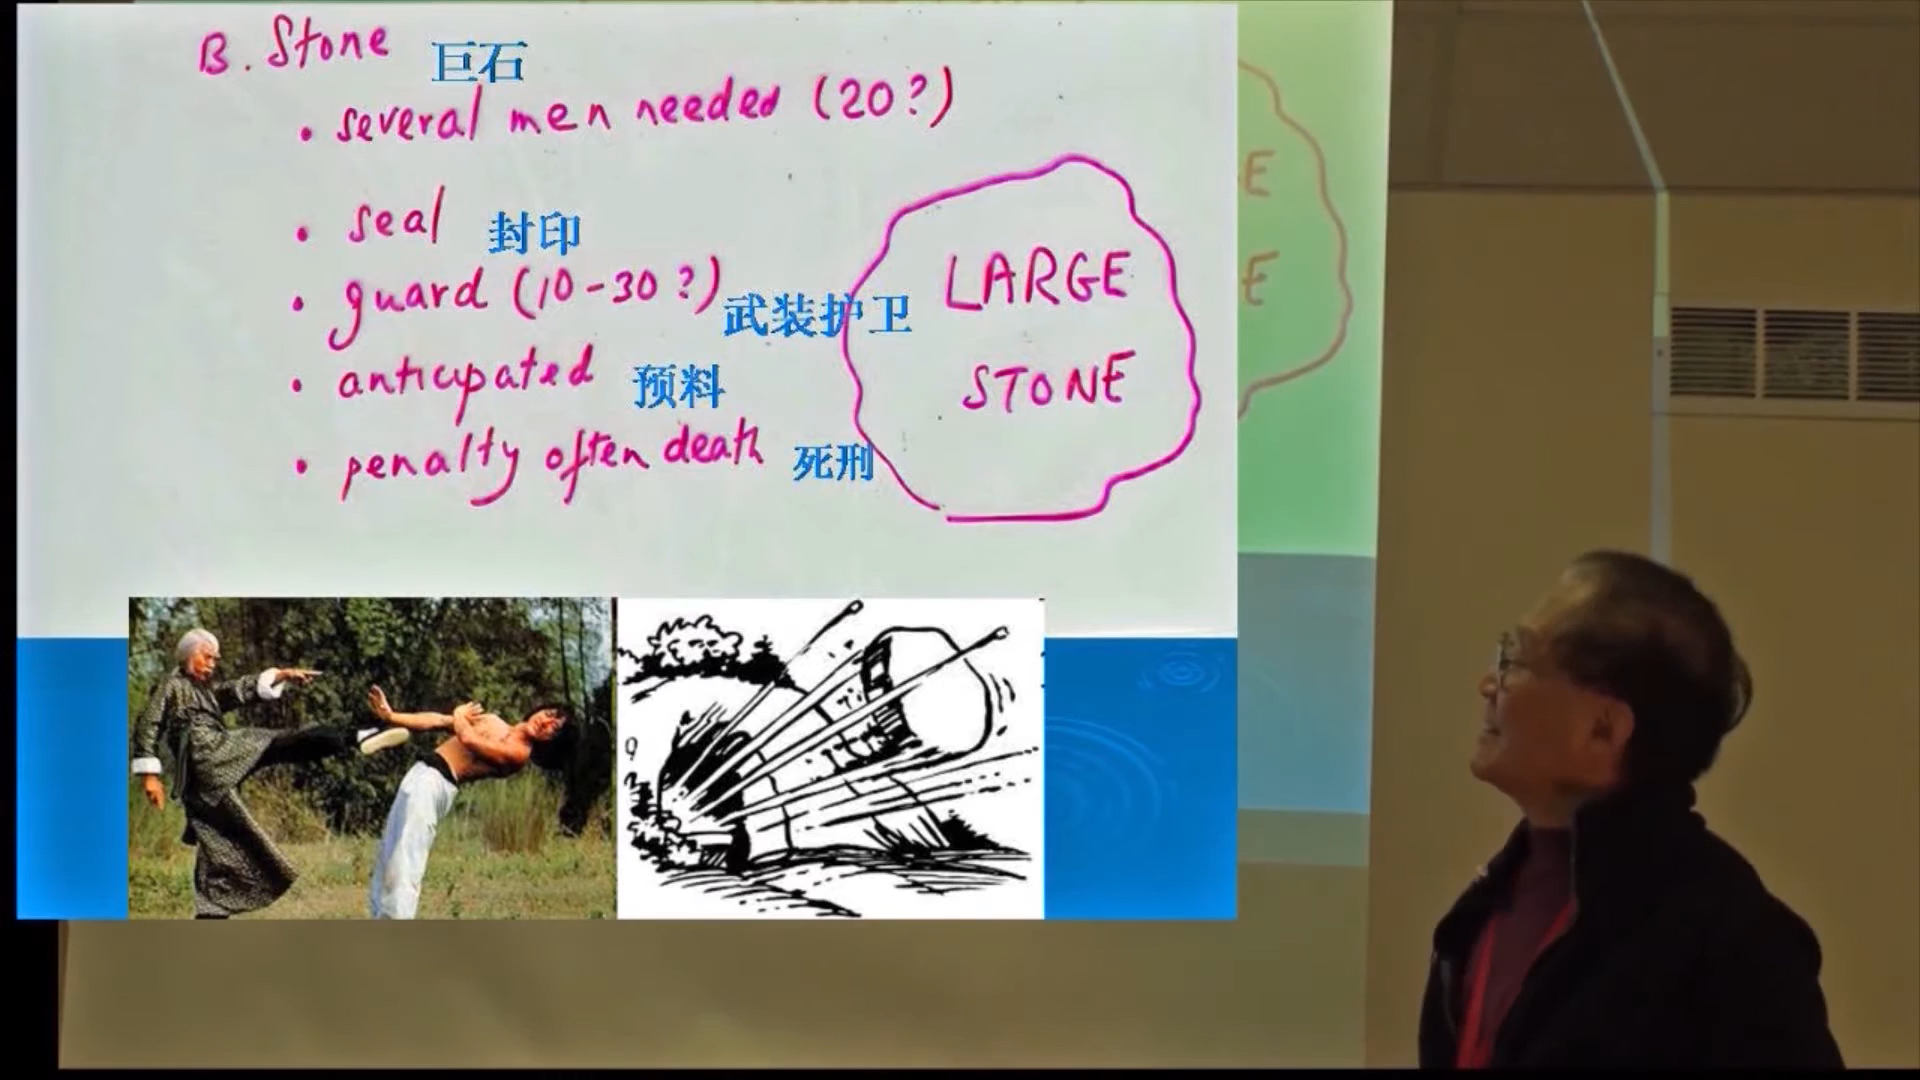 B. Stone 巨石
• several men needed (20?)
• seal 封印
• guard (10-30?) 武装护卫
• anticipated 预料
• penalty often death 死刑
LARGE
STONE
E
E